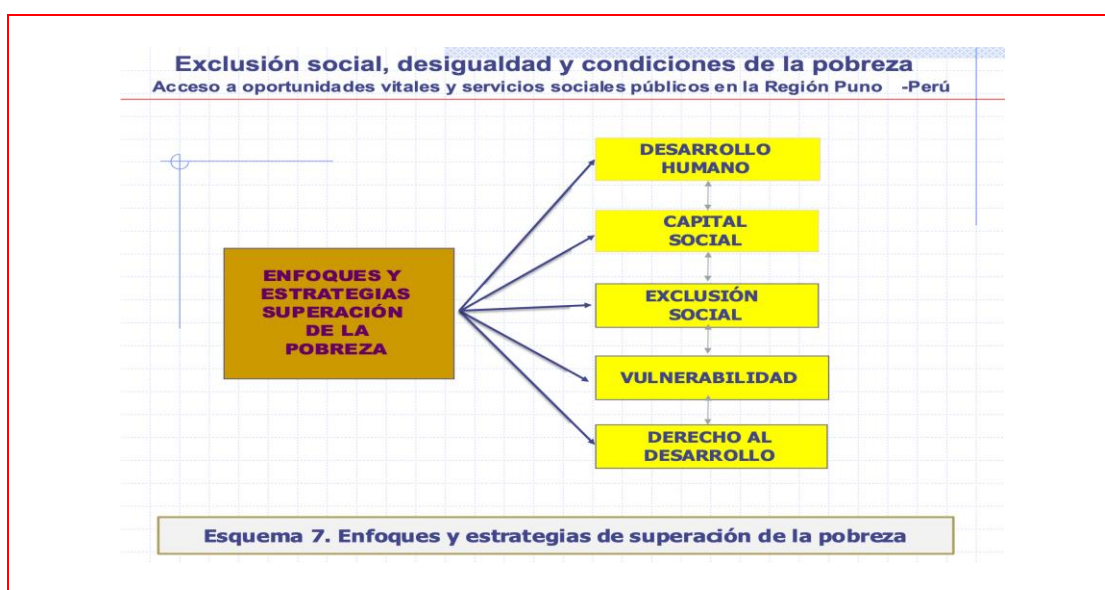 Exclusión social, desigualdad y condiciones de la pobreza
Acceso a oportunidades vitales y servicios sociales públicos en la Región Puno -Perú
ENFOQUES Y
ESTRATEGIAS
SUPERACIÓN
DE LA
POBREZA
DESARROLLO
HUMANO
CAPITAL
SOCIAL
EXCLUSIÓN
SOCIAL
VULNERABILIDAD
DERECHO AL
DESARROLLO
Esquema 7. Enfoques y estrategias de superación de la pobreza